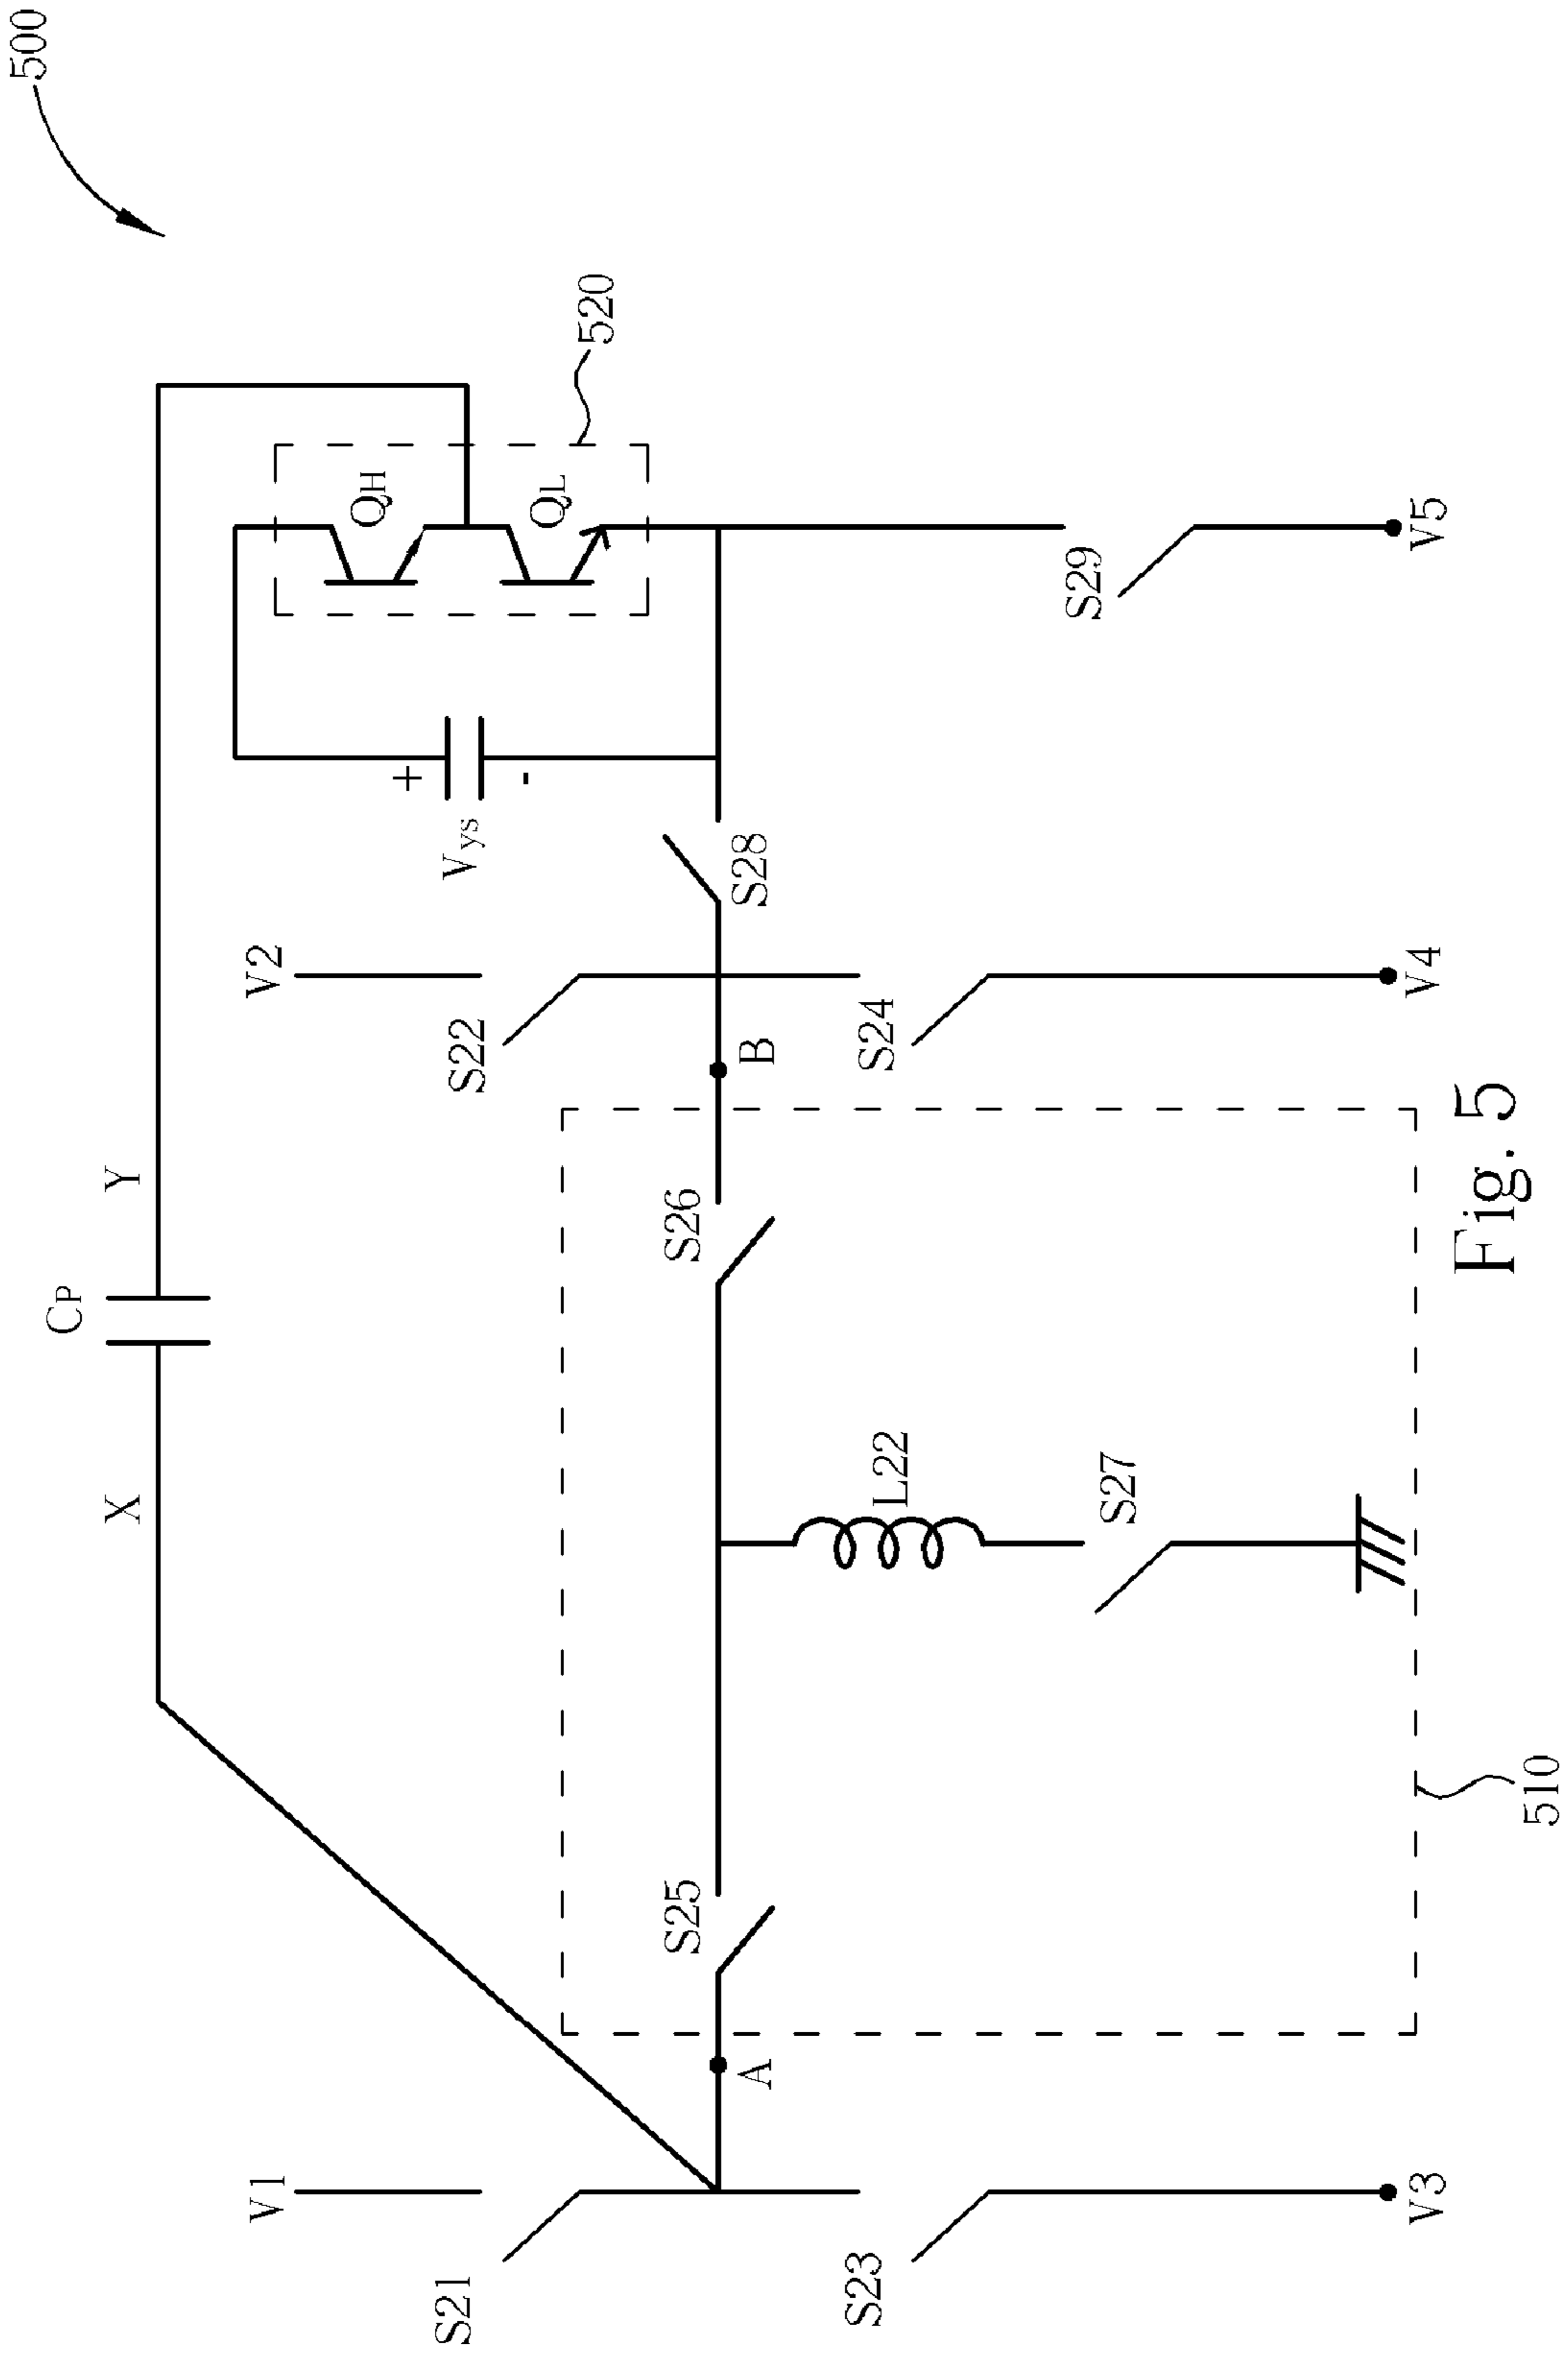 500
CP
X
Y
V1
V2
S21
S22
QH
QL
520
VYS
+
-
S25
S26
S28
A
B
L22
S27
S23
S24
S29
V3
V4
V5
510
Fig. 5